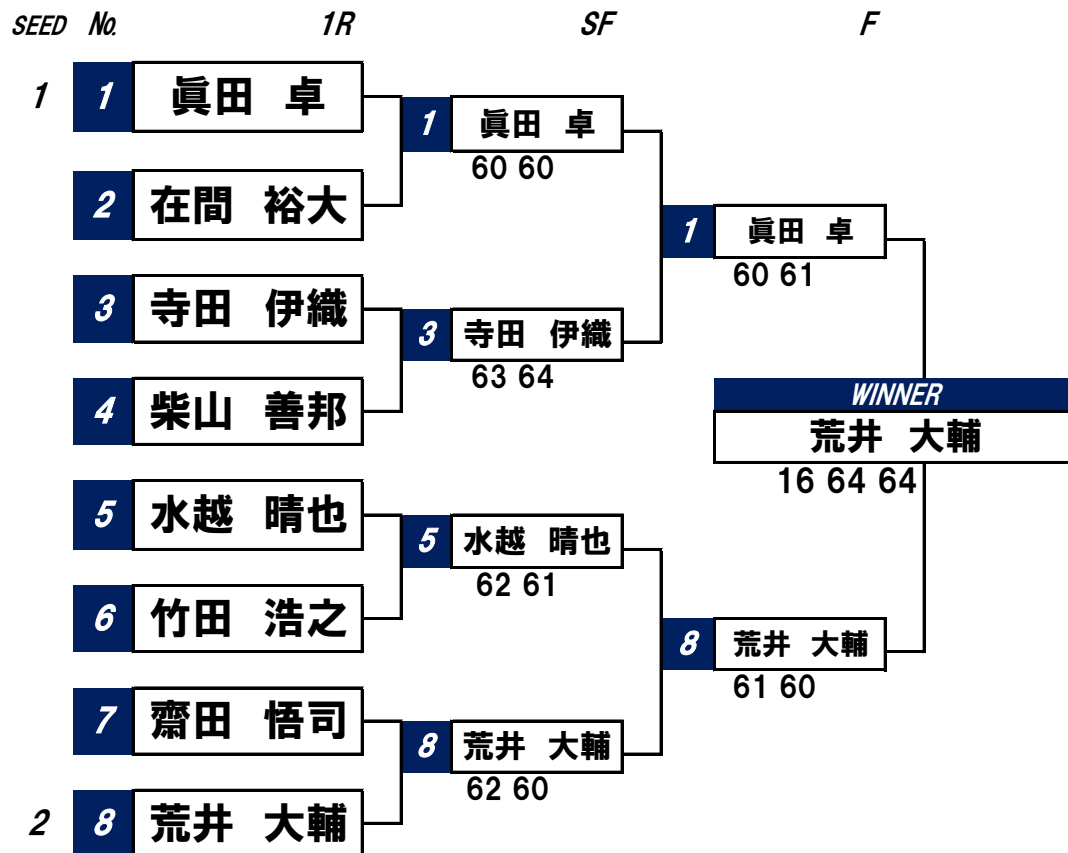 SEED No. 1R SF F
1 1 眞田 卓
1 眞田 卓
60 60
2 在間 裕大
1 眞田 卓
60 61
3 寺田 伊織
3 寺田 伊織
63 64
4 柴山 善邦
WINNER
荒井 大輔
16 64 64
5 水越 晴也
5 水越 晴也
62 61
6 竹田 浩之
8 荒井 大輔
61 60
7 齋田 悟司
8 荒井 大輔
62 60
2 8 荒井 大輔